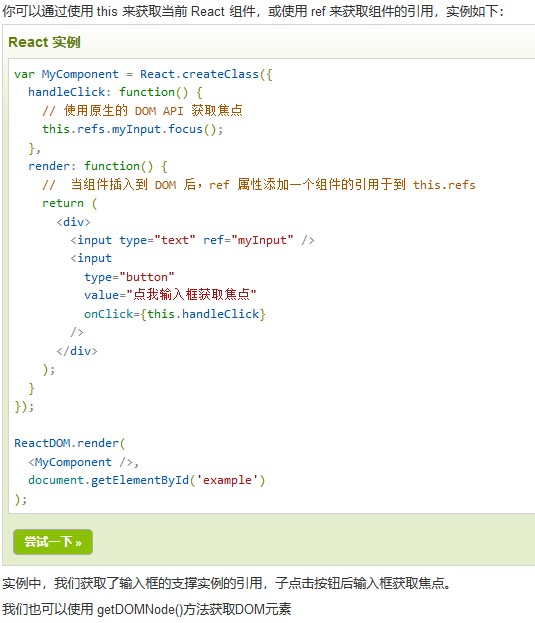 你可以通过使用 this 来获取当前 React 组件，或使用 ref 来获取组件的引用，实例如下：
React 实例
var MyComponent = React.createClass({
  handleClick: function() {
    // 使用原生的 DOM API 获取焦点
    this.refs.myInput.focus();
  },
  render: function() {
    //  当组件插入到 DOM 后，ref 属性添加一个组件的引用于到 this.refs
    return (
      <div>
        <input type="text" ref="myInput" />
        <input
          type="button"
          value="点我输入框获取焦点"
          onClick={this.handleClick}
        />
      </div>
    );
  }
});

ReactDOM.render(
  <MyComponent />,
  document.getElementById('example')
);
尝试一下 »
实例中，我们获取了输入框的支撑实例的引用，子点击按钮后输入框获取焦点。
我们也可以使用 getDOMNode()方法获取DOM元素